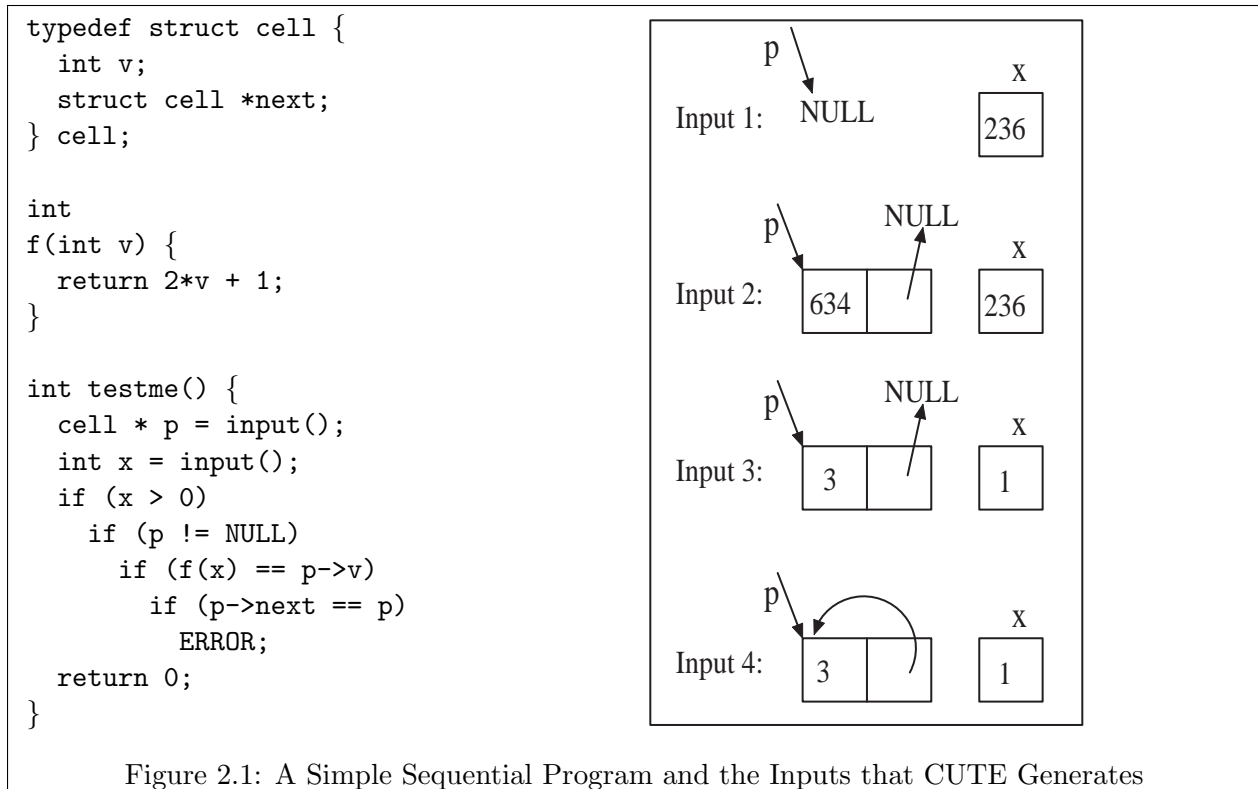 typedef struct cell {
  int v;
  struct cell *next;
} cell;
int
f(int v) {
  return 2*v + 1;
}
int testme() {
  cell * p = input();
  int x = input();
  if (x > 0)
    if (p != NULL)
      if (f(x) == p->v)
        if (p->next == p)
          ERROR;
  return 0;
}
p
x
Input 1: NULL 236
NULL
p
x
Input 2: 634 236
NULL
p
x
Input 3: 3 1
p
x
Input 4: 3 1
Figure 2.1: A Simple Sequential Program and the Inputs that CUTE Generates